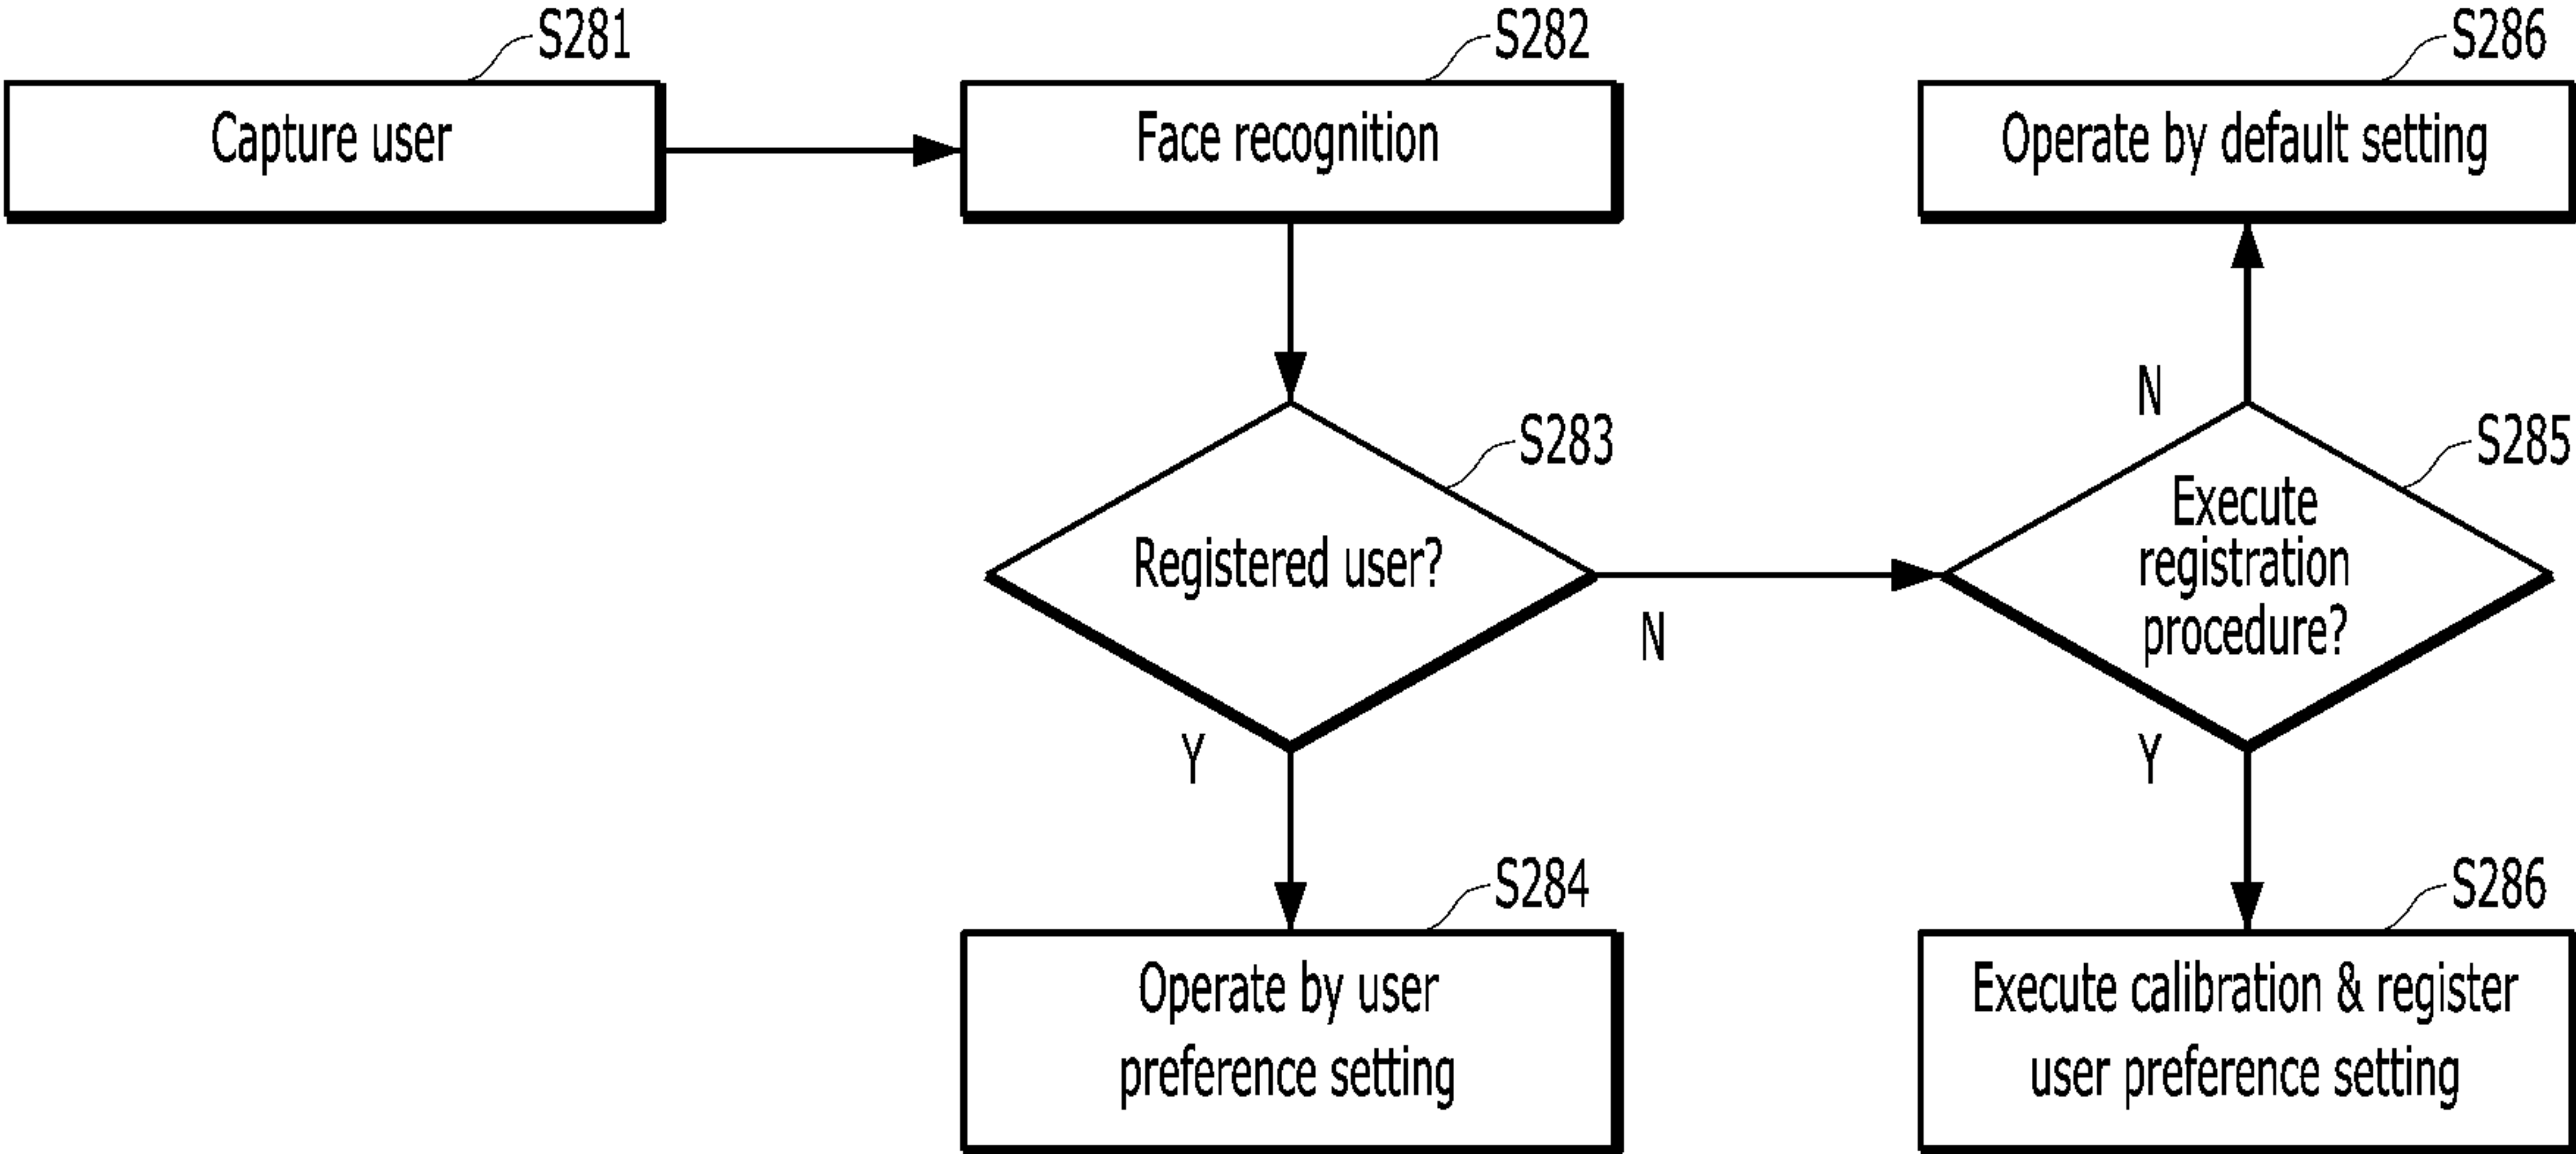 S281
Capture user
S282
Face recognition
S286
Operate by default setting
S283
Registered user?
N
Y
S284
Operate by user
preference setting
S285
Execute
registration
procedure?
N
Y
S286
Execute calibration & register
user preference setting